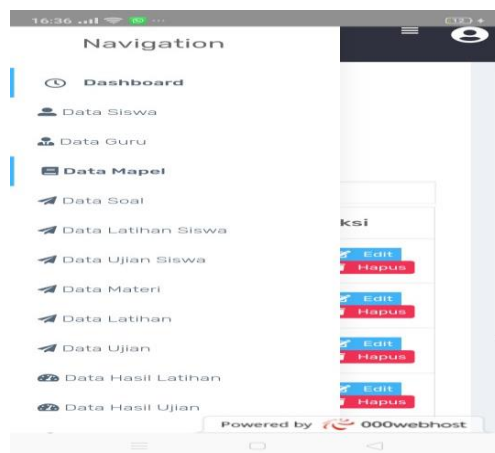 16:36
12
Navigation
Dashboard
Data Siswa
Data Guru
Data Mapel
Data Soal
Data Latihan Siswa
ksi
Data Ujian Siswa
Edit
Hapus
Data Materi
Edit
Hapus
Data Latihan
Data Ujian
Edit
Hapus
Data Hasil Latihan
Edit
Data Hasil Ujian
Hapus
Powered by 000webhost